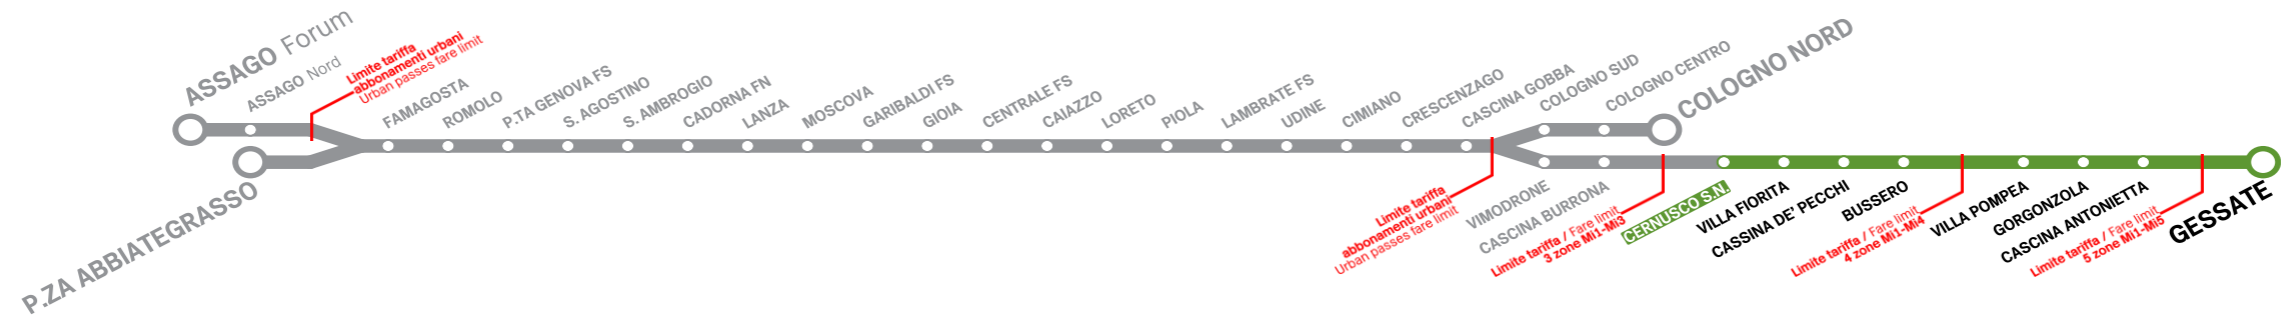 ASSAGO Forum
ASSAGO Nord
Limite tariffa
abbonamenti urbani
Urban passes fare limit
P.ZA ABBIATEGRASSO
FAMAGOSTA
ROMOLO
P.TA GENOVA FS
S. AGOSTINO
S. AMBROGIO
CADORNA FN
LANZA
MOSCOVA
GARIBALDI FS
GIOIA
CENTRALE FS
CAIAZZO
LORETO
PIOLA
LAMBRATE FS
UDINE
CIMIANO
CRESCENZAGO
CASCINA GOBBA
COLOGNO SUD
COLOGNO CENTRO
COLOGNO NORD
Limite tariffa
abbonamenti urbani
Urban passes fare limit
VIMODRONE
CASCINA BURRONA
Limite tariffa / Fare limit
3 zone Mi1-Mi3
CERNUSCO S.N.
VILLA FIORITA
CASSINA DE' PECCHI
BUSSERO
Limite tariffa / Fare limit
4 zone Mi1-Mi4
VILLA POMPEA
GORGONZOLA
CASCINA ANTONIETTA
Limite tariffa / Fare limit
5 zone Mi1-Mi5
GESSATE